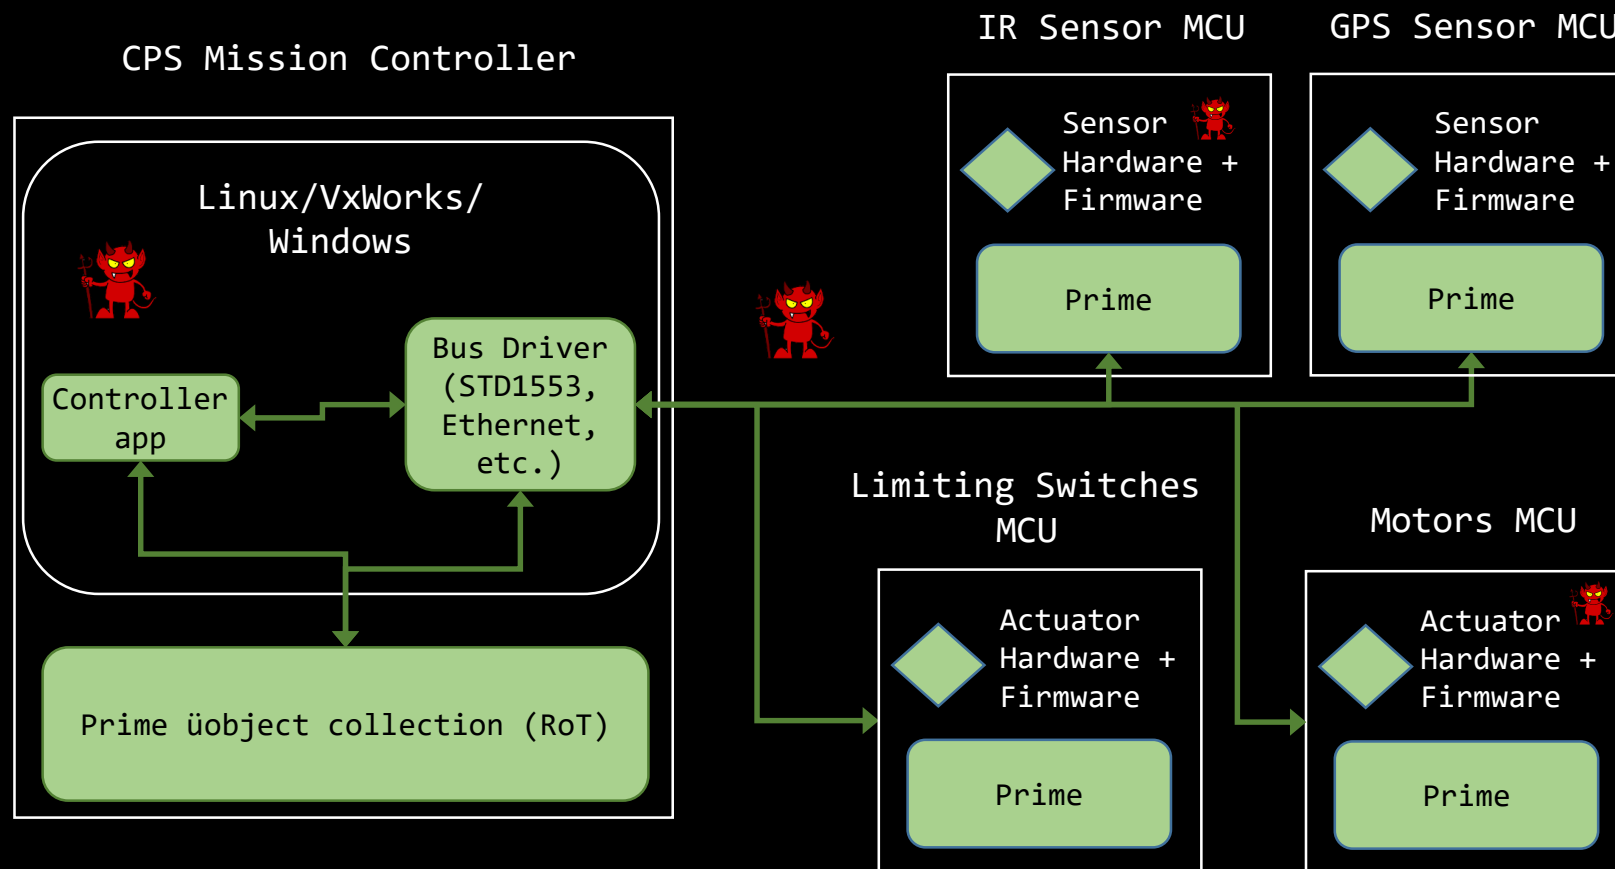 CPS Mission Controller
Linux/VxWorks/
Windows
Controller
app
Bus Driver
(STD1553,
Ethernet,
etc.)
Prime üobject collection (RoT)
IR Sensor MCU
Sensor
Hardware +
Firmware
Prime
GPS Sensor MCU
Sensor
Hardware +
Firmware
Prime
Limiting Switches
MCU
Actuator
Hardware +
Firmware
Prime
Motors MCU
Actuator
Hardware +
Firmware
Prime